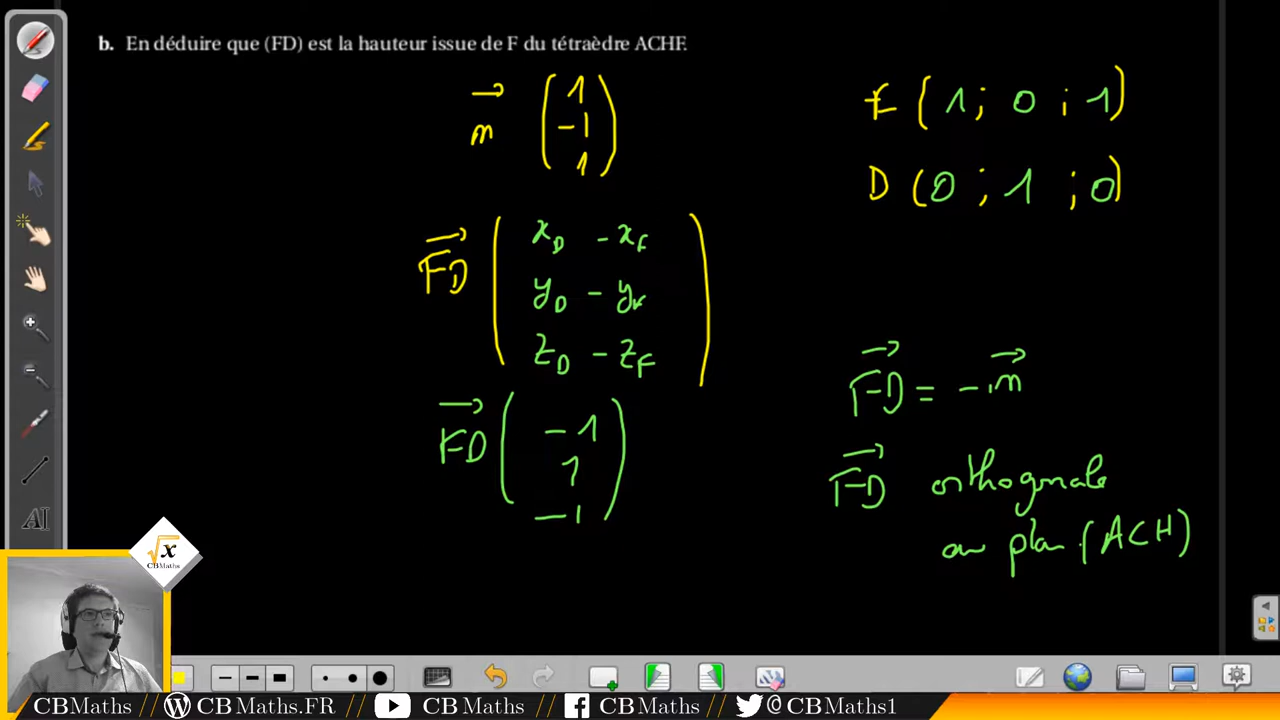 b. En déduire que (FD) est la hauteur issue de F du tétraèdre ACHF.
n⃗ (1 -1 1)
F (1 ; 0 ; 1)
D (0 ; 1 ; 0)
FD⃗ (x_D - x_F
y_D - y_F
z_D - z_F)
FD⃗ (-1 1 -1)
FD⃗ = -n⃗
FD⃗ orthogonale
au plan (ACH)
√x
CBMaths
AI
CBMaths CBMaths.FR CBMaths CBMaths @CBMaths1